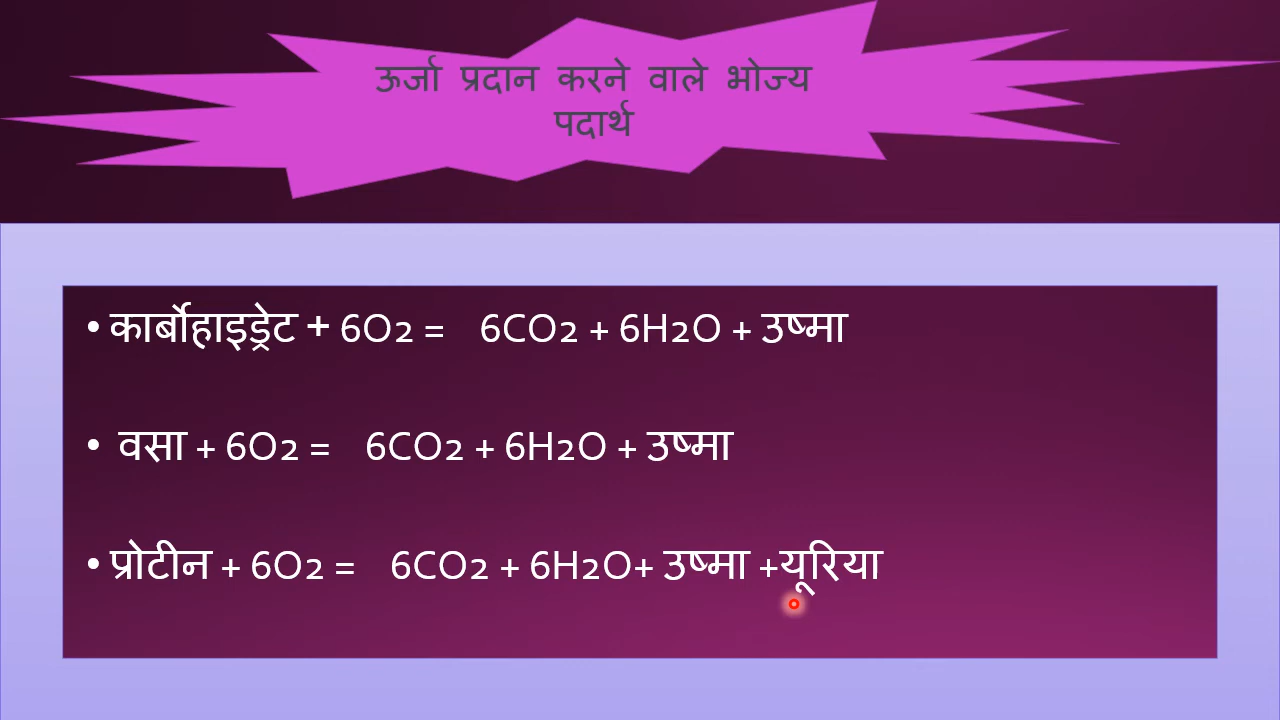 ऊर्जा प्रदान करने वाले भोज्य
पदार्थ
• कार्बोहाइड्रेट + 6O2 = 6CO2 + 6H2O + उष्मा
• वसा + 6O2 = 6CO2 + 6H2O + उष्मा
• प्रोटीन + 6O2 = 6CO2 + 6H2O+ उष्मा +यूरिया